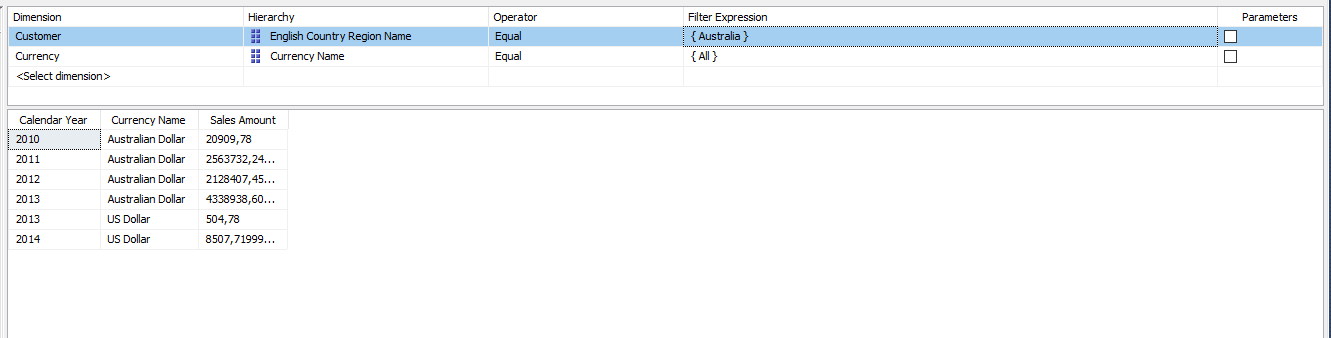 Dimension Hierarchy Operator Filter Expression Parameters
Customer English Country Region Name Equal { Australia }
Currency Currency Name Equal { All }
<Select dimension>
Calendar Year Currency Name Sales Amount
2010 Australian Dollar 20909,78
2011 Australian Dollar 2563732,24...
2012 Australian Dollar 2128407,45...
2013 Australian Dollar 4338938,60...
2013 US Dollar 504,78
2014 US Dollar 8507,71999...